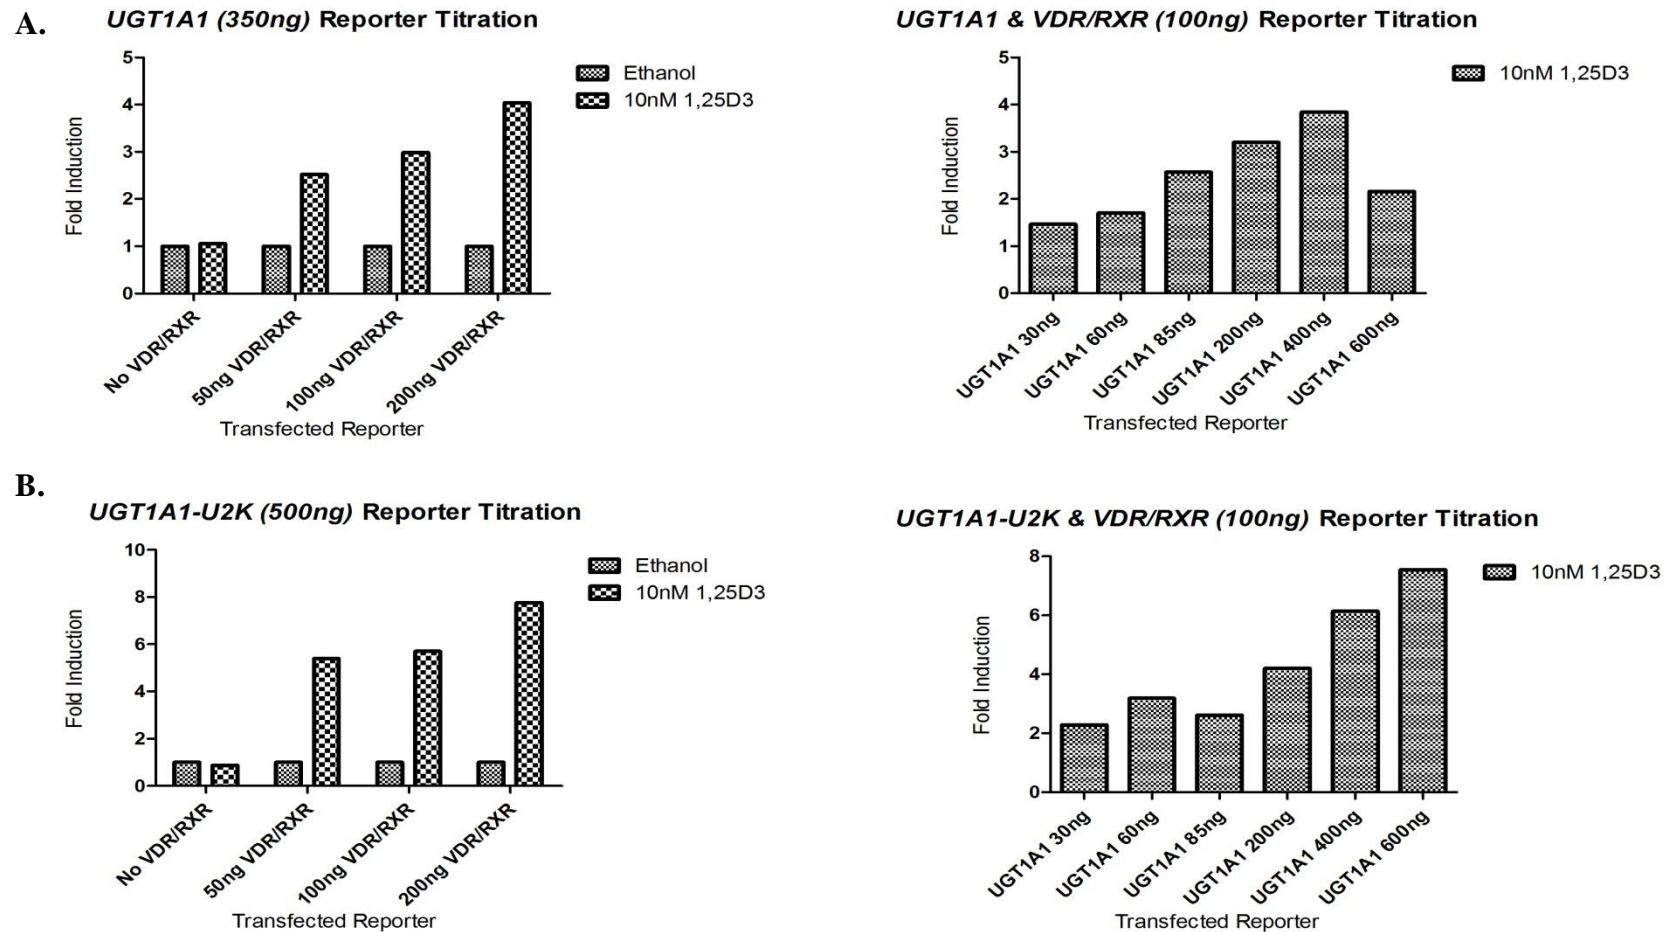 A.
UGT1A1 (350ng) Reporter Titration
5
4
3
2
1
0
Fold Induction
Ethanol
10nM 1,25D3
No VDR/RXR
50ng VDR/RXR
100ng VDR/RXR
200ng VDR/RXR
Transfected Reporter
UGT1A1 & VDR/RXR (100ng) Reporter Titration
5
4
3
2
1
0
Fold Induction
10nM 1,25D3
UGT1A1 30ng
UGT1A1 60ng
UGT1A1 85ng
UGT1A1 200ng
UGT1A1 400ng
UGT1A1 600ng
Transfected Reporter
B.
UGT1A1-U2K (500ng) Reporter Titration
10
8
6
4
2
0
Fold Induction
Ethanol
10nM 1,25D3
No VDR/RXR
50ng VDR/RXR
100ng VDR/RXR
200ng VDR/RXR
Transfected Reporter
UGT1A1-U2K & VDR/RXR (100ng) Reporter Titration
8
6
4
2
0
Fold Induction
10nM 1,25D3
UGT1A1 30ng
UGT1A1 60ng
UGT1A1 85ng
UGT1A1 200ng
UGT1A1 400ng
UGT1A1 600ng
Transfected Reporter